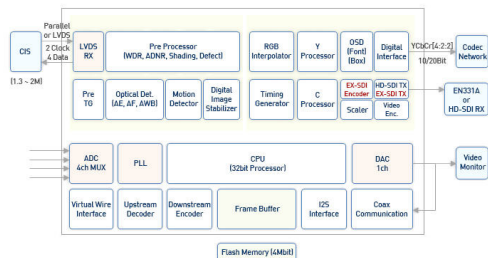 Parallel
or LVDS
2 Clock
4 Data
CIS
(1.3 ~ 2M)
LVDS
RX
Pre Processor
(WDR, ADNR, Shading, Defect)
RGB
Interpolator
Y
Processor
OSD
(Font)
(Box)
Digital
Interface
YCbCr[4:2:2]
10/20Bit
Codec
Network
Pre
TG
Optical Det.
(AE, AF, AWB)
Motion
Detector
Digital
Image
Stabilizer
Timing
Generator
C
Processor
EX-SDI
Encoder
HD-SDI TX
EX-SDI TX
Scaler
Video
Enc.
EN331A
or
HD-SDI RX
ADC
4ch MUX
PLL
CPU
(32bit Processor)
DAC
1ch
Video
Monitor
Virtual Wire
Interface
Upstream
Decoder
Downstream
Encoder
Frame Buffer
I2S
Interface
Coax
Communication
Flash Memory (4Mbit)